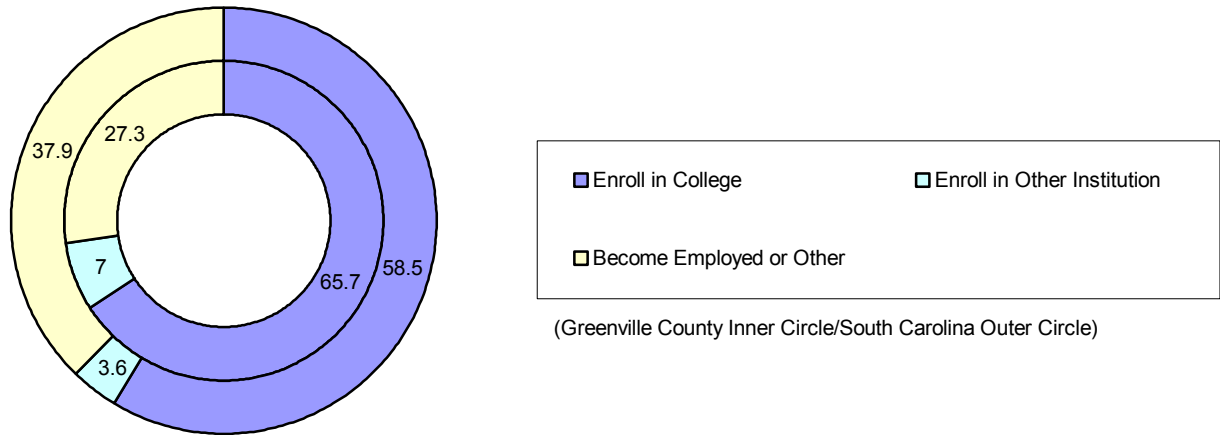 27.3
37.9
7
3.6
65.7
58.5
Enroll in College
Enroll in Other Institution
Become Employed or Other
(Greenville County Inner Circle/South Carolina Outer Circle)